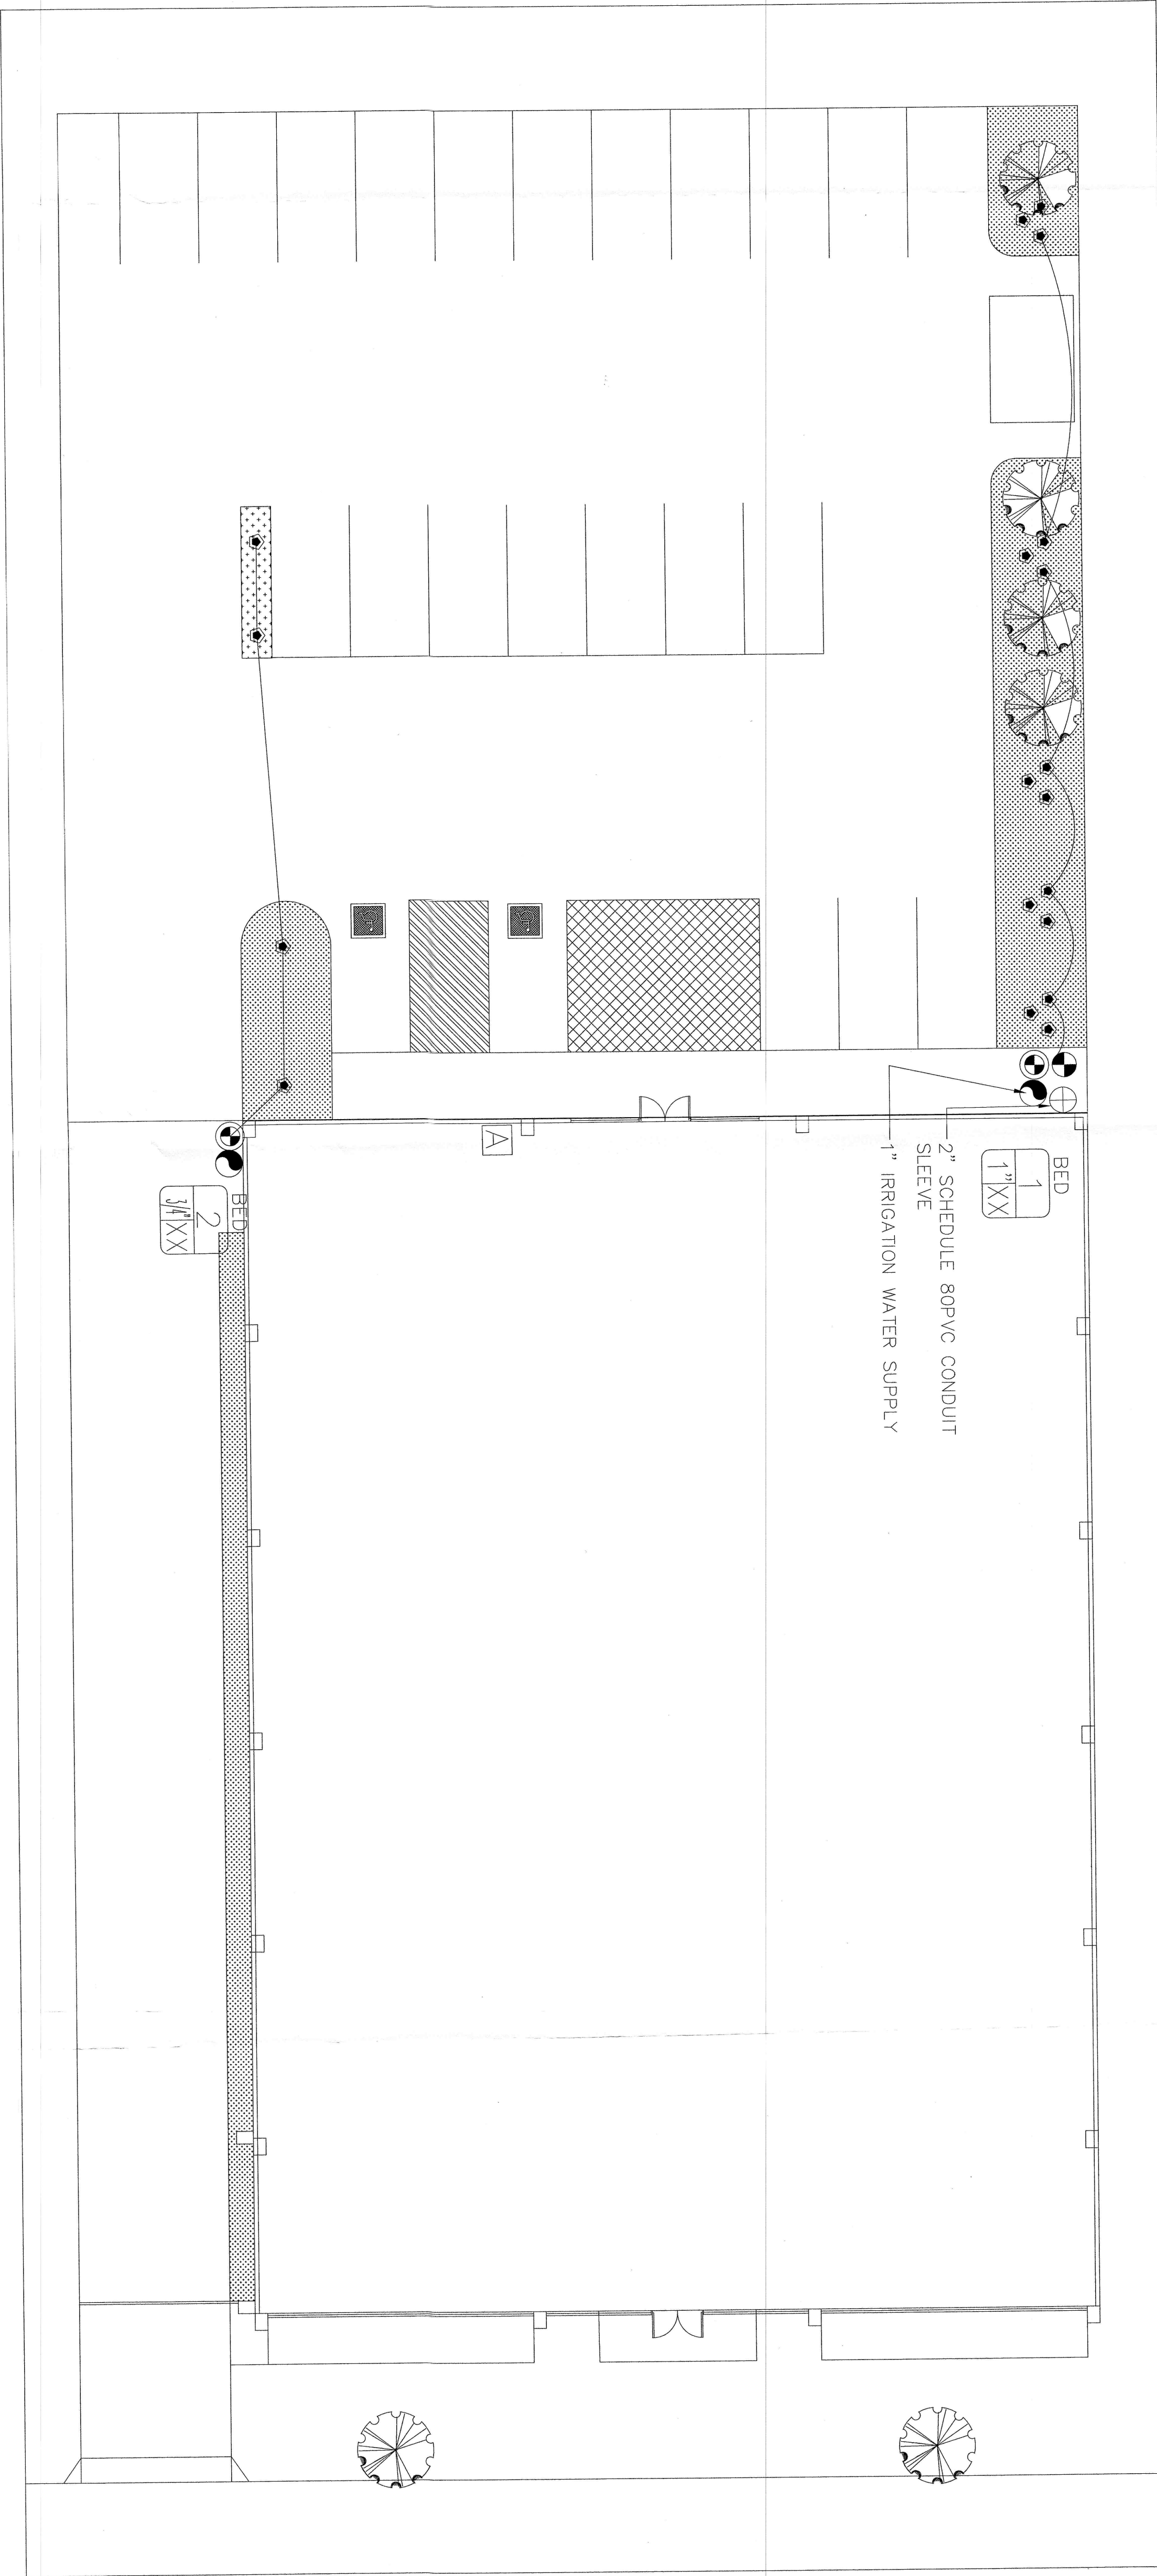 BED
1
1" XX
2" SCHEDULE 80PVC CONDUIT
SLEEVE
1" IRRIGATION WATER SUPPLY
A
BED
2
3/4" XX